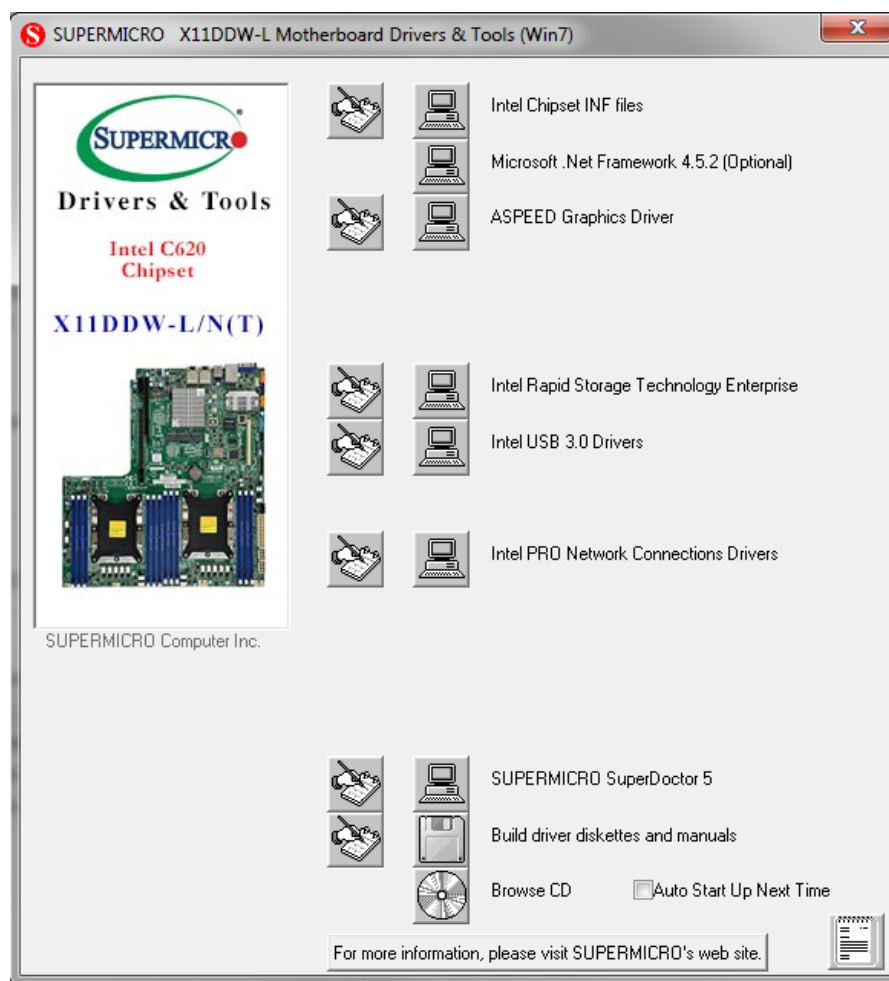 SUPERMICRO X11DDW-L Motherboard Drivers & Tools (Win7)
SUPERMICRO
Drivers & Tools
Intel C620
Chipset
X11DDW-L/N(T)
SUPERMICRO Computer Inc.
Intel Chipset INF files
Microsoft .Net Framework 4.5.2 (Optional)
ASPEED Graphics Driver
Intel Rapid Storage Technology Enterprise
Intel USB 3.0 Drivers
Intel PRO Network Connections Drivers
SUPERMICRO SuperDoctor 5
Build driver diskettes and manuals
Browse CD
Auto Start Up Next Time
For more information, please visit SUPERMICRO's web site.